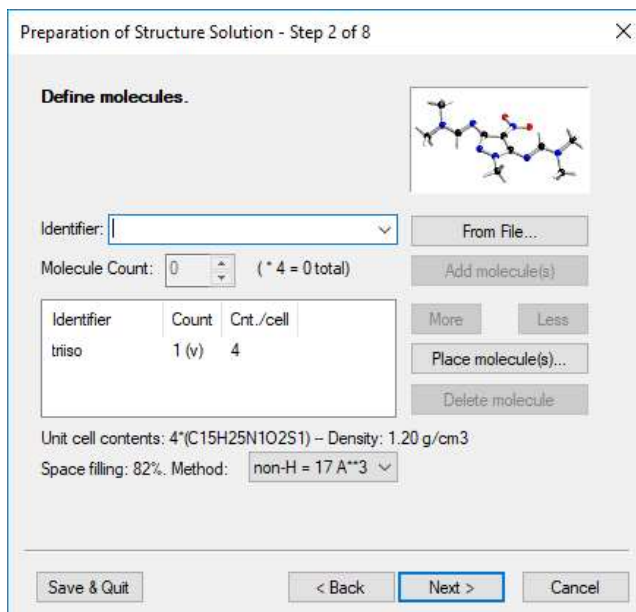 Preparation of Structure Solution - Step 2 of 8
Define molecules.
Identifier:
From File...
Molecule Count: 0 ( * 4 = 0 total)
Add molecule(s)
Identifier Count Cnt./cell
More Less
triiso 1 (v) 4
Place molecule(s)...
Delete molecule
Unit cell contents: 4*(C15H25N1O2S1) -- Density: 1.20 g/cm3
Space filling: 82%. Method: non-H = 17 A**3
Save & Quit < Back Next > Cancel